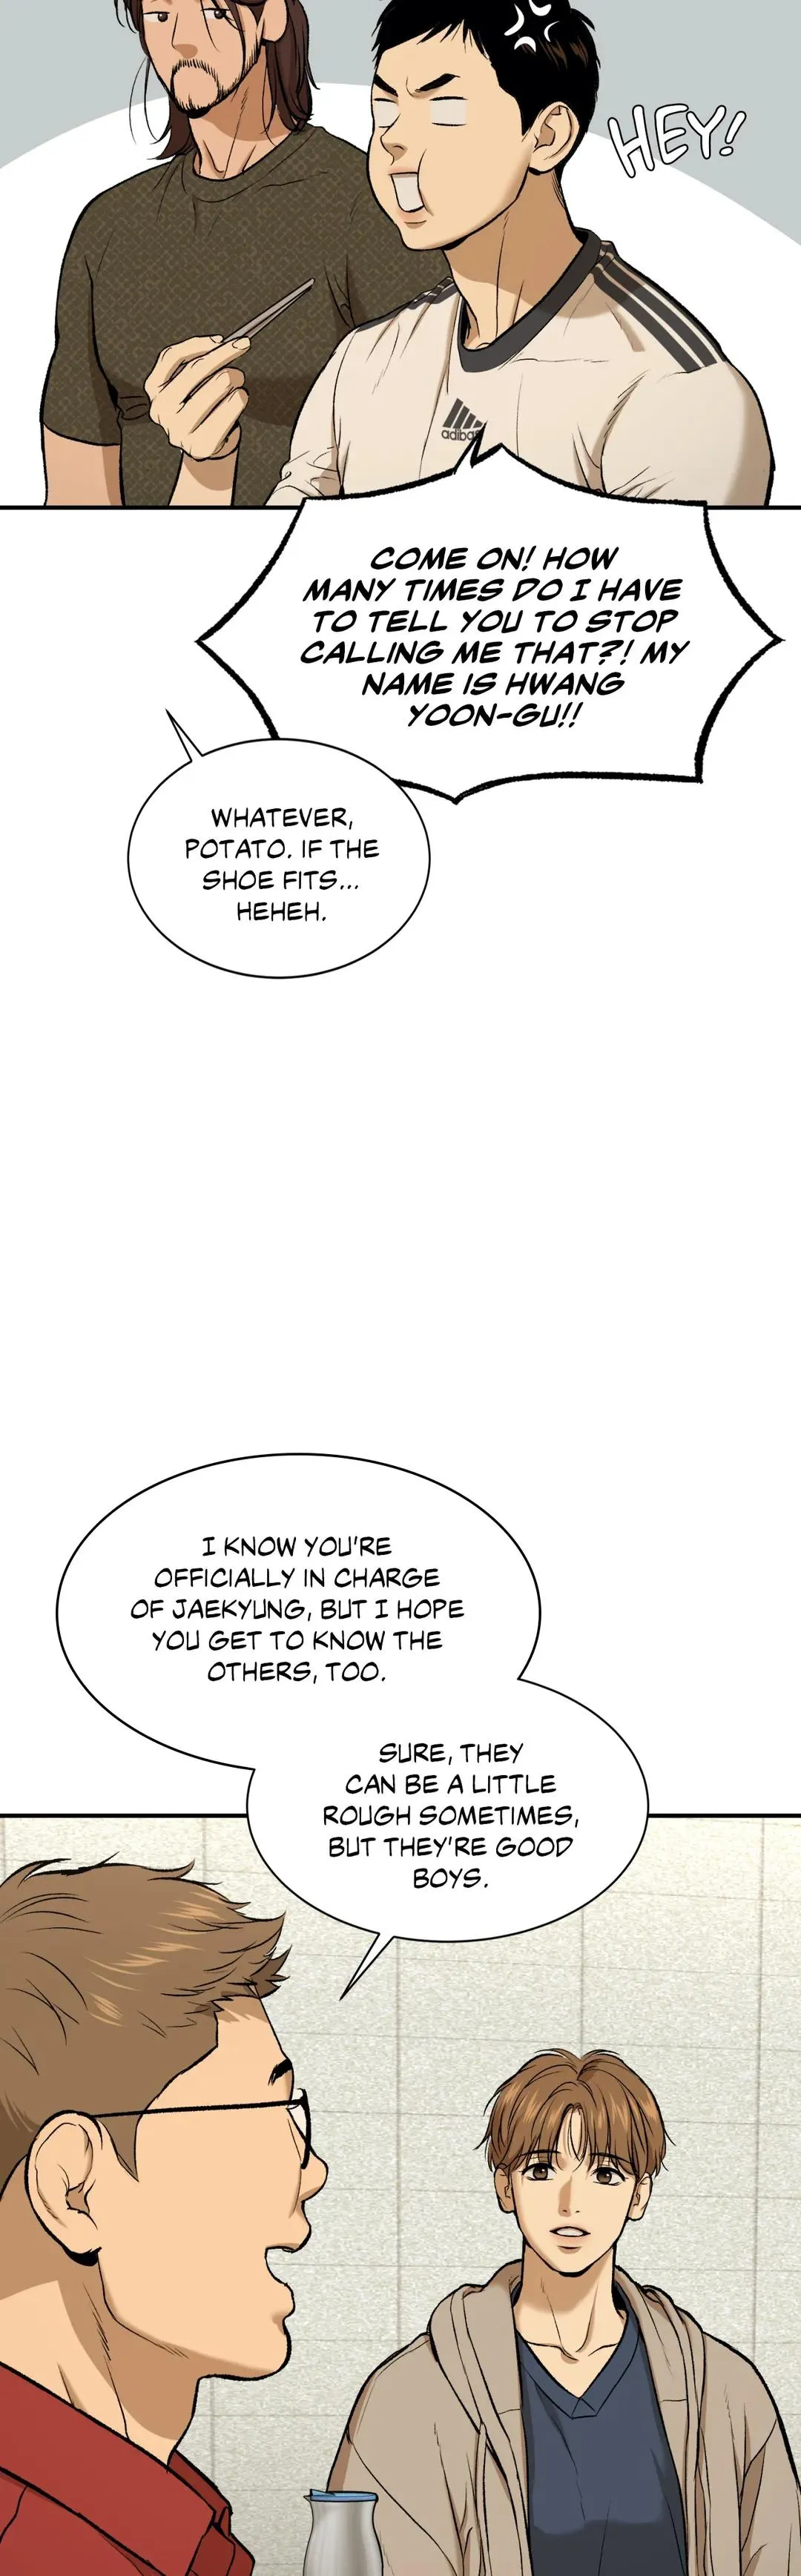 HEY!
adibas
COME ON! HOW
MANY TIMES DO I HAVE
TO TELL YOU TO STOP
CALLING ME THAT?! MY
NAME IS HWANG
YOON-GU!!
WHATEVER,
POTATO. IF THE
SHOE FITS...
HEHEH.
I KNOW YOU'RE
OFFICIALLY IN CHARGE
OF JAEKYUNG, BUT I HOPE
YOU GET TO KNOW THE
OTHERS, TOO.
SURE, THEY
CAN BE A LITTLE
ROUGH SOMETIMES,
BUT THEY'RE GOOD
BOYS.